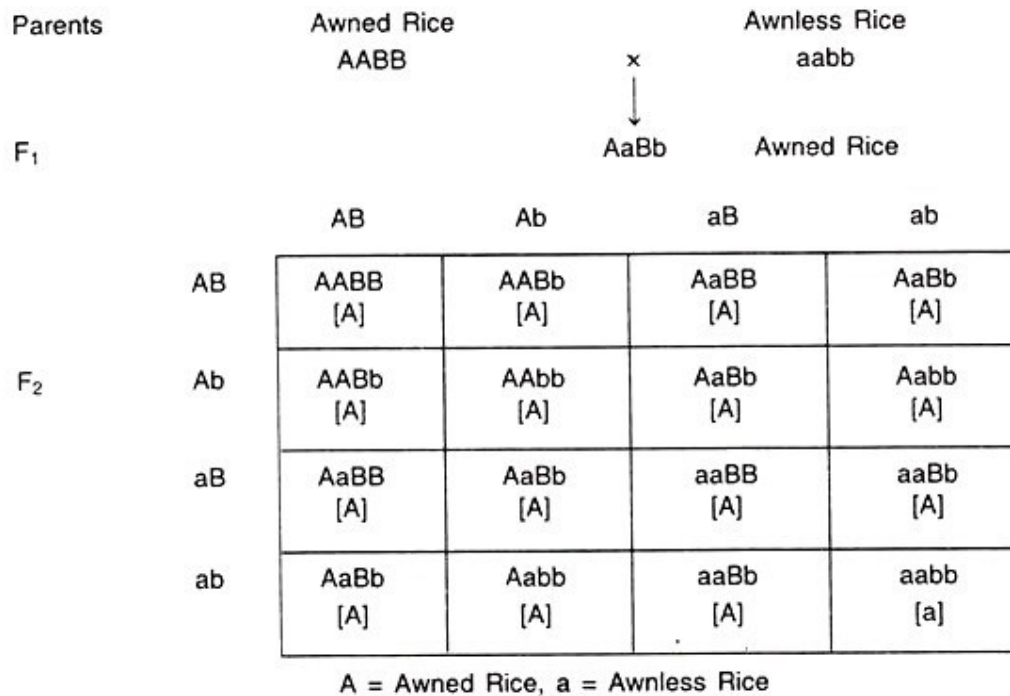 Parents Awned Rice Awnless Rice
AABB × aabb
F₁ AaBb Awned Rice
AB Ab aB ab
AB AABB AABb AaBB AaBb
[A] [A] [A] [A]
F₂ Ab AABb AAbb AaBb Aabb
[A] [A] [A] [A]
aB AaBB AaBb aaBB aaBb
[A] [A] [A] [A]
ab AaBb Aabb aaBb aabb
[A] [A] [A] [a]
A = Awned Rice, a = Awnless Rice